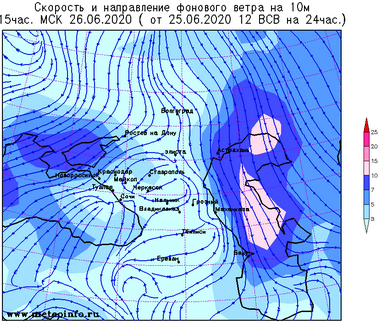 Скорость и направление фонового ветра на 10м
15час. МСК 26.06.2020 ( от 25.06.2020 12 ВСВ на 24час.)
Волгоград
Ростов на Дону
Элиста
Астрахань
Краснодар
Ставрополь
Новороссийск
Майкоп
Туапсе
Черкесск
Сочи
Нальчик
Грозный
Владикавказ
Махачкала
Тбилиси
Баку
Ереван
25
20
15
10
7
5
3
www.meteoinfo.ru